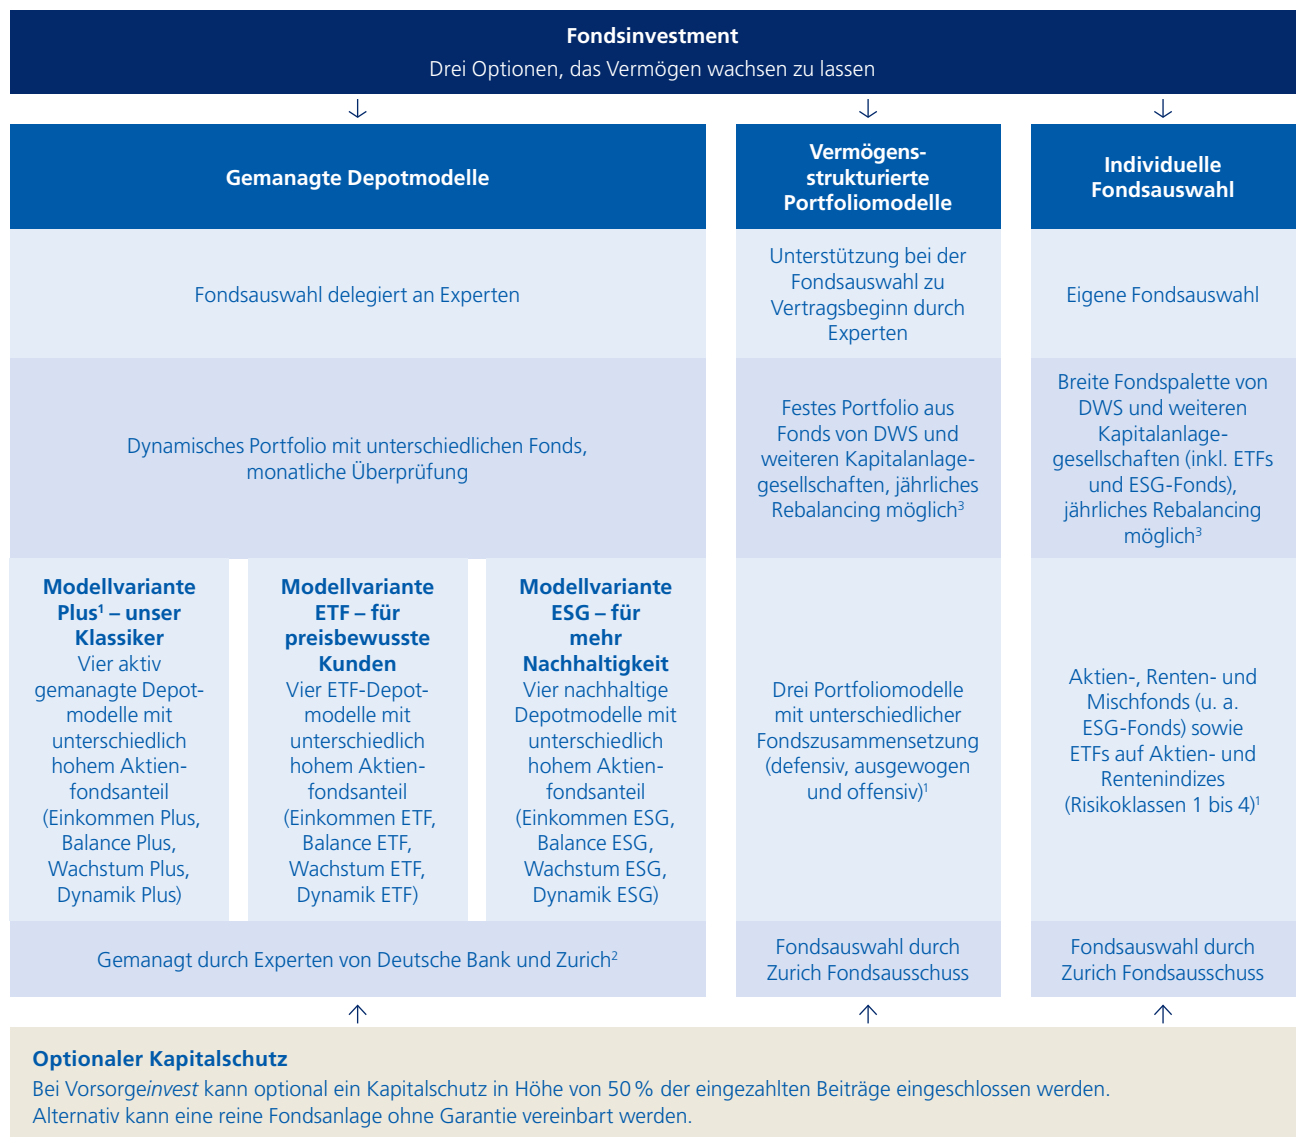 Fondsinvestment
Drei Optionen, das Vermögen wachsen zu lassen
Gemanagte Depotmodelle
Fondsauswahl delegiert an Experten
Dynamisches Portfolio mit unterschiedlichen Fonds,
monatliche Überprüfung
Modellvariante
Plus¹ – unser
Klassiker
Vier aktiv
gemanagte Depot-
modelle mit
unterschiedlich
hohem Aktien-
fondsanteil
(Einkommen Plus,
Balance Plus,
Wachstum Plus,
Dynamik Plus)
Modellvariante
ETF – für
preisbewusste
Kunden
Vier ETF-Depot-
modelle mit
unterschiedlich
hohem Aktien-
fondsanteil
(Einkommen ETF,
Balance ETF,
Wachstum ETF,
Dynamik ETF)
Modellvariante
ESG – für
mehr
Nachhaltigkeit
Vier nachhaltige
Depotmodelle mit
unterschiedlich
hohem Aktien-
fondsanteil
(Einkommen ESG,
Balance ESG,
Wachstum ESG,
Dynamik ESG)
Gemanagt durch Experten von Deutsche Bank und Zurich²
Vermögens-
strukturierte
Portfoliomodelle
Unterstützung bei der
Fondsauswahl zu
Vertragsbeginn durch
Experten
Festes Portfolio aus
Fonds von DWS und
weiteren Kapitalanlage-
gesellschaften, jährliches
Rebalancing möglich³
Drei Portfoliomodelle
mit unterschiedlicher
Fondszusammensetzung
(defensiv, ausgewogen
und offensiv)¹
Fondsauswahl durch
Zurich Fondsausschuss
Individuelle
Fondsauswahl
Eigene Fondsauswahl
Breite Fondspalette von
DWS und weiteren
Kapitalanlage-
gesellschaften (inkl. ETFs
und ESG-Fonds),
jährliches Rebalancing
möglich³
Aktien-, Renten- und
Mischfonds (u. a.
ESG-Fonds) sowie
ETFs auf Aktien- und
Rentenindizes
(Risikoklassen 1 bis 4)¹
Fondsauswahl durch
Zurich Fondsausschuss
Optionaler Kapitalschutz
Bei Vorsorgeinvest kann optional ein Kapitalschutz in Höhe von 50 % der eingezahlten Beiträge eingeschlossen werden.
Alternativ kann eine reine Fondsanlage ohne Garantie vereinbart werden.